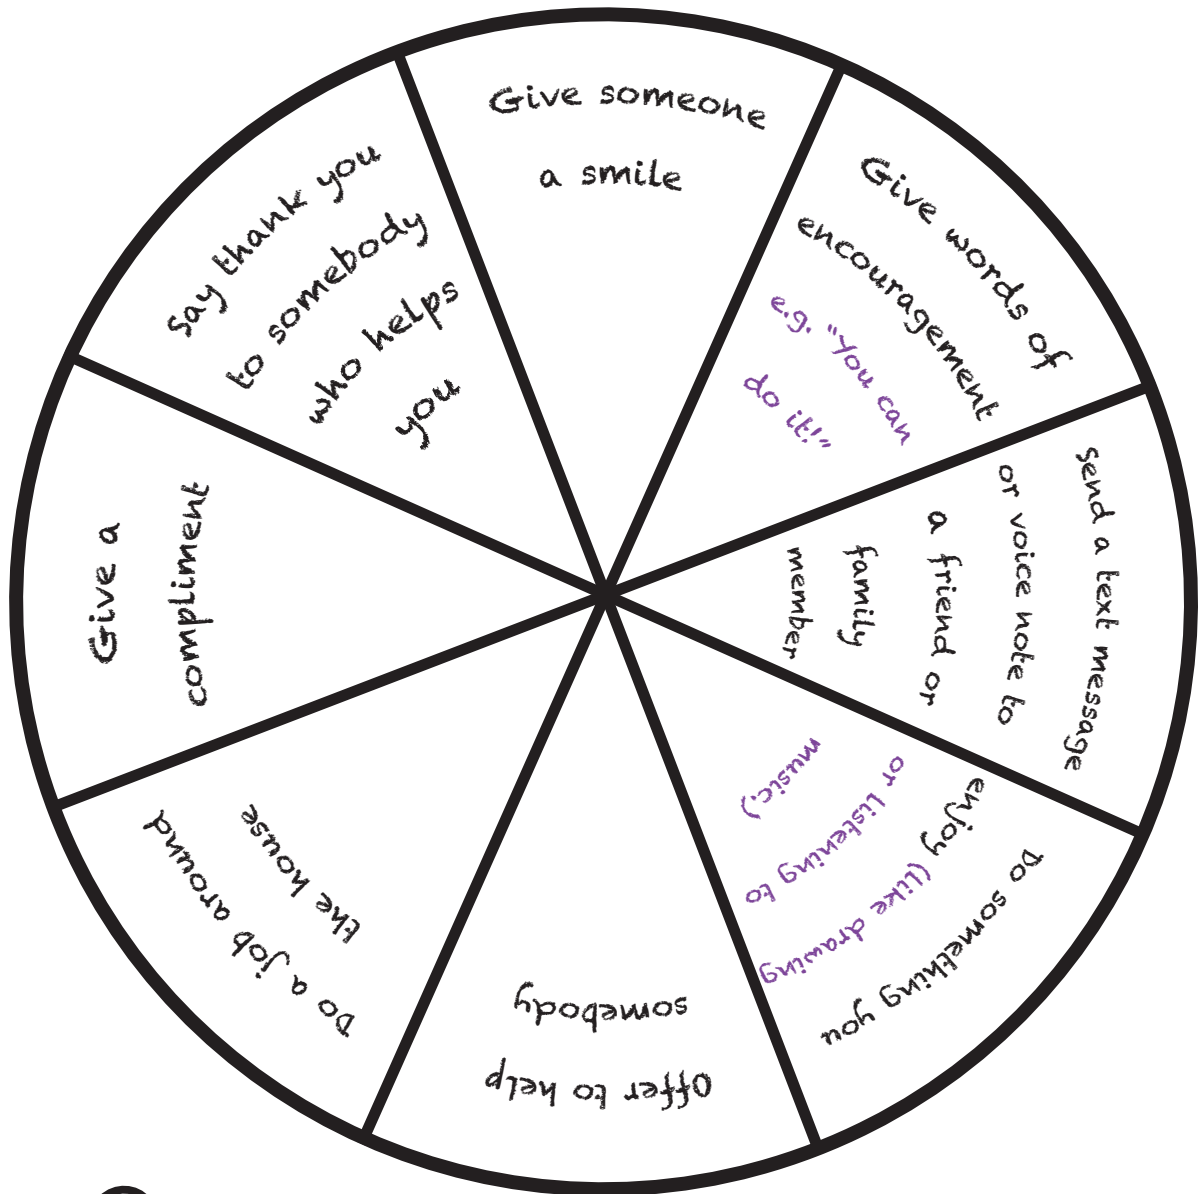 Give someone
a smile
Give words of
encouragement
e.g. "You can
do it!"
Send a text message
or voice note to
a friend or
family
member
Do something you
enjoy (like drawing
or listening to
music.)
Offer to help
somebody
Do a job around
the house
Give a
compliment
Say thank you
to somebody
who helps
you